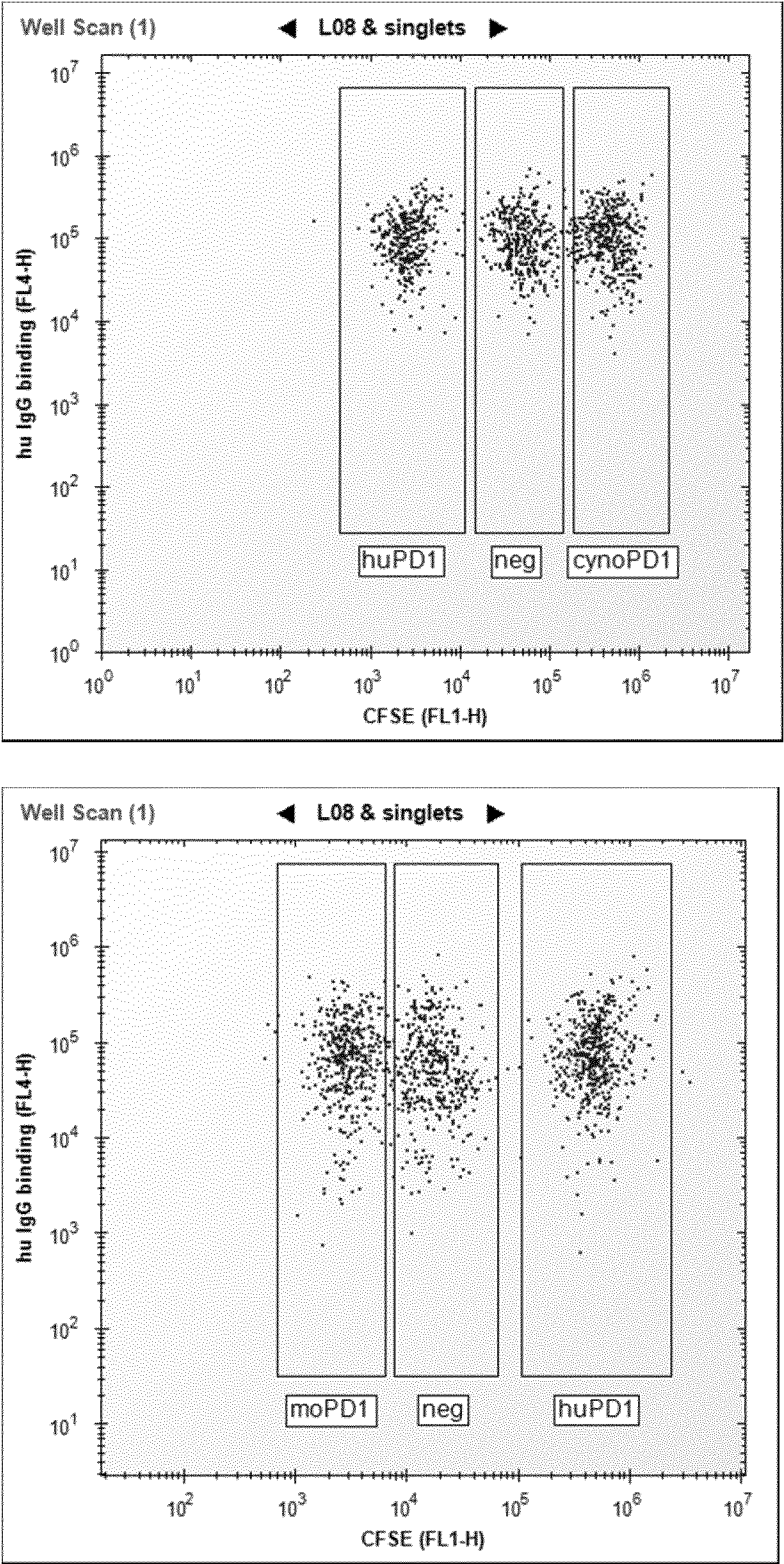 Well Scan (1) ◀ L08 & singlets ▶
hu IgG binding (FL4-H)
10^7
10^6
10^5
10^4
10^3
10^2
10^1
10^0
huPD1 neg cynoPD1
10^0 10^1 10^2 10^3 10^4 10^5 10^6 10^7
CFSE (FL1-H)
Well Scan (1) ◀ L08 & singlets ▶
hu IgG binding (FL4-H)
10^7
10^6
10^5
10^4
10^3
10^2
10^1
moPD1 neg huPD1
10^2 10^3 10^4 10^5 10^6 10^7
CFSE (FL1-H)